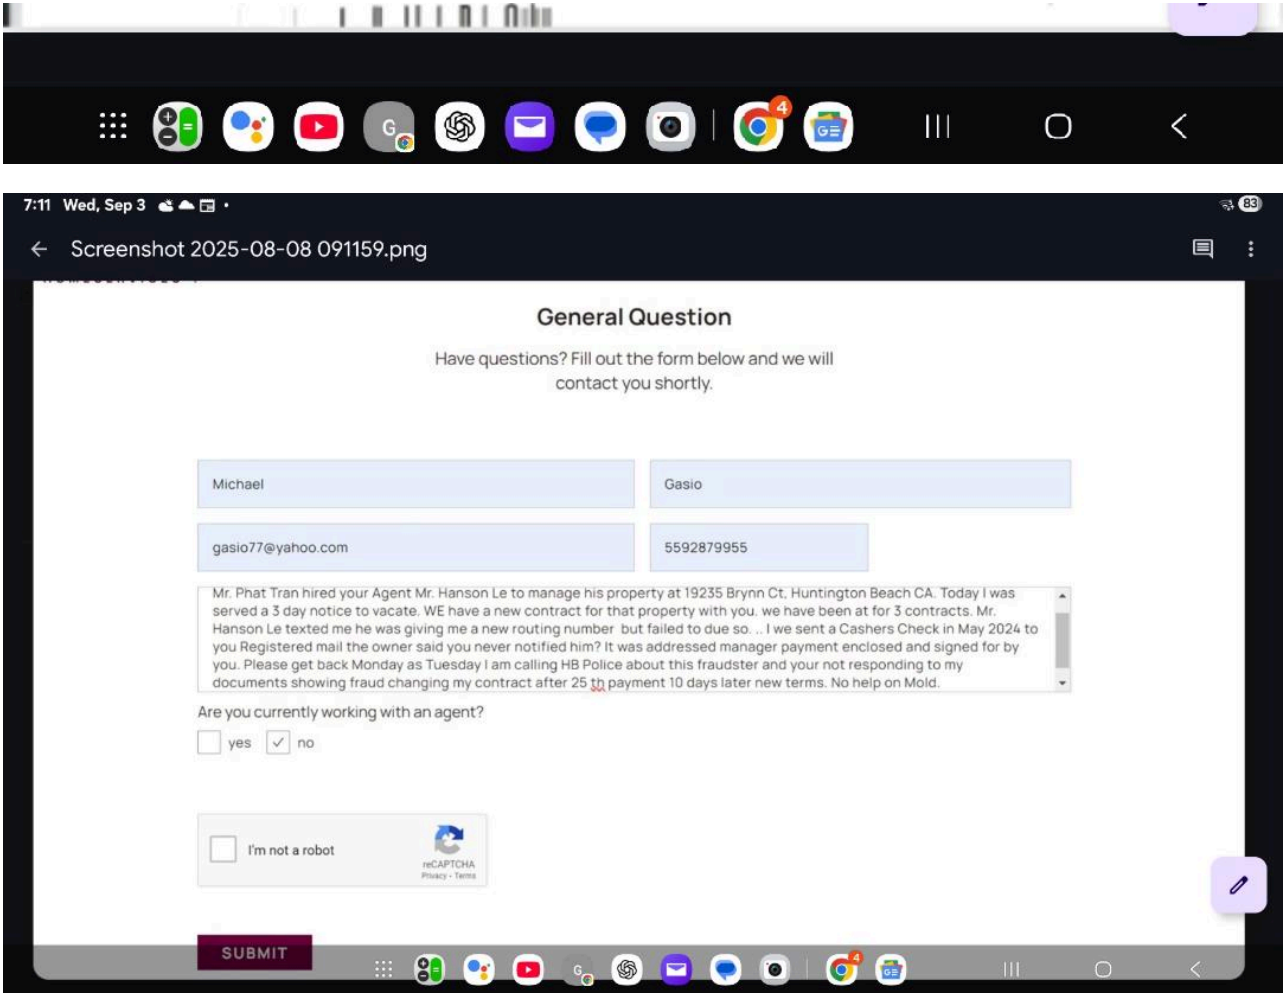 4
G
GE
7:11 Wed, Sep 3
83
Screenshot 2025-08-08 091159.png
General Question
Have questions? Fill out the form below and we will
contact you shortly.
Michael
Gasio
gasio77@yahoo.com
5592879955
Mr. Phat Tran hired your Agent Mr. Hanson Le to manage his property at 19235 Brynn Ct, Huntington Beach CA. Today I was
served a 3 day notice to vacate. WE have a new contract for that property with you. we have been at for 3 contracts. Mr.
Hanson Le texted me he was giving me a new routing number but failed to due so. .. I we sent a Cashers Check in May 2024 to
you Registered mail the owner said you never notified him? It was addressed manager payment enclosed and signed for by
you. Please get back Monday as Tuesday I am calling HB Police about this fraudster and your not responding to my
documents showing fraud changing my contract after 25 th payment 10 days later new terms. No help on Mold.
Are you currently working with an agent?
yes
no
I'm not a robot
reCAPTCHA
Privacy - Terms
SUBMIT
G
4
GE